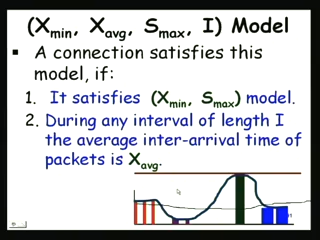 (Xmin, Xavg, Smax, I) Model
▪ A connection satisfies this
model, if:
1. It satisfies (Xmin, Smax) model.
2. During any interval of length I
the average inter-arrival time of
packets is Xavg.